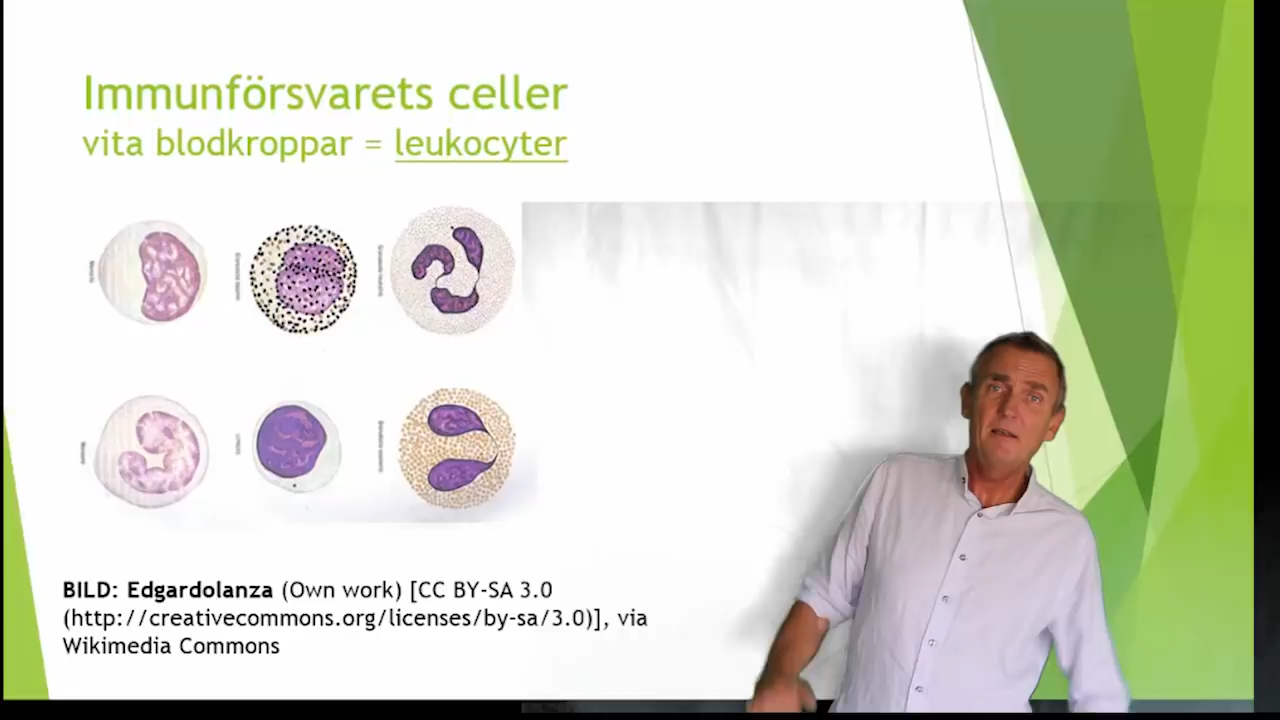 Immunförsvarets celler
vita blodkroppar = leukocyter
BILD: Edgardolanza (Own work) [CC BY-SA 3.0
(http://creativecommons.org/licenses/by-sa/3.0)], via
Wikimedia Commons